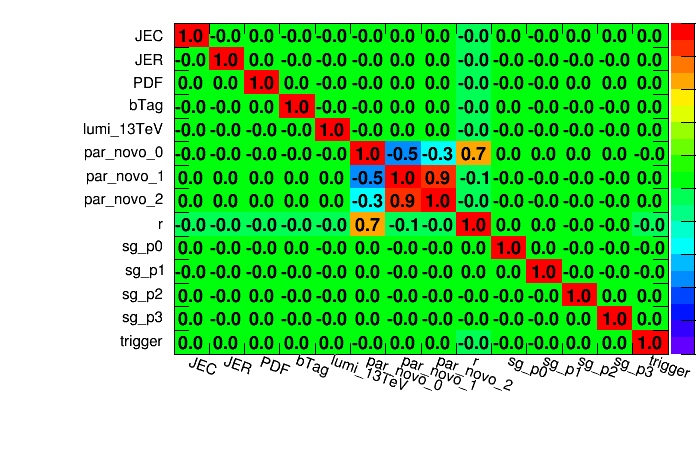 JEC 1.0 -0.0 0.0 -0.0 -0.0 -0.0 0.0 0.0 -0.0 0.0 -0.0 0.0 0.0 0.0
JER -0.0 1.0 0.0 -0.0 -0.0 -0.0 0.0 0.0 -0.0 0.0 -0.0 -0.0 0.0 0.0
PDF 0.0 0.0 1.0 0.0 -0.0 -0.0 0.0 0.0 -0.0 0.0 -0.0 0.0 0.0 0.0
bTag -0.0 -0.0 0.0 1.0 -0.0 -0.0 0.0 0.0 -0.0 0.0 -0.0 -0.0 -0.0 0.0
lumi_13TeV -0.0 -0.0 -0.0 -0.0 1.0 -0.0 0.0 0.0 -0.0 0.0 -0.0 -0.0 -0.0 0.0
par_novo_0 -0.0 -0.0 -0.0 -0.0 -0.0 1.0 -0.5 -0.3 0.7 0.0 0.0 0.0 0.0 -0.0
par_novo_1 0.0 0.0 0.0 0.0 0.0 -0.5 1.0 0.9 -0.1 -0.0 0.0 -0.0 -0.0 0.0
par_novo_2 0.0 0.0 0.0 0.0 0.0 -0.3 0.9 1.0 -0.0 -0.0 0.0 -0.0 -0.0 0.0
r -0.0 -0.0 -0.0 -0.0 -0.0 0.7 -0.1 -0.0 1.0 0.0 0.0 -0.0 0.0 -0.0
sg_p0 0.0 0.0 0.0 0.0 0.0 0.0 -0.0 -0.0 0.0 1.0 0.0 -0.0 0.0 0.0
sg_p1 -0.0 -0.0 -0.0 -0.0 -0.0 0.0 0.0 0.0 0.0 0.0 1.0 -0.0 -0.0 -0.0
sg_p2 0.0 -0.0 0.0 -0.0 -0.0 0.0 -0.0 -0.0 -0.0 -0.0 -0.0 1.0 -0.0 0.0
sg_p3 0.0 0.0 0.0 -0.0 -0.0 0.0 -0.0 -0.0 0.0 0.0 -0.0 -0.0 1.0 0.0
trigger 0.0 0.0 0.0 0.0 0.0 -0.0 0.0 0.0 -0.0 0.0 -0.0 0.0 0.0 1.0
JEC JER PDF bTag lumi_13TeV par_novo_0 par_novo_1 par_novo_2 r sg_p0 sg_p1 sg_p2 sg_p3 trigger